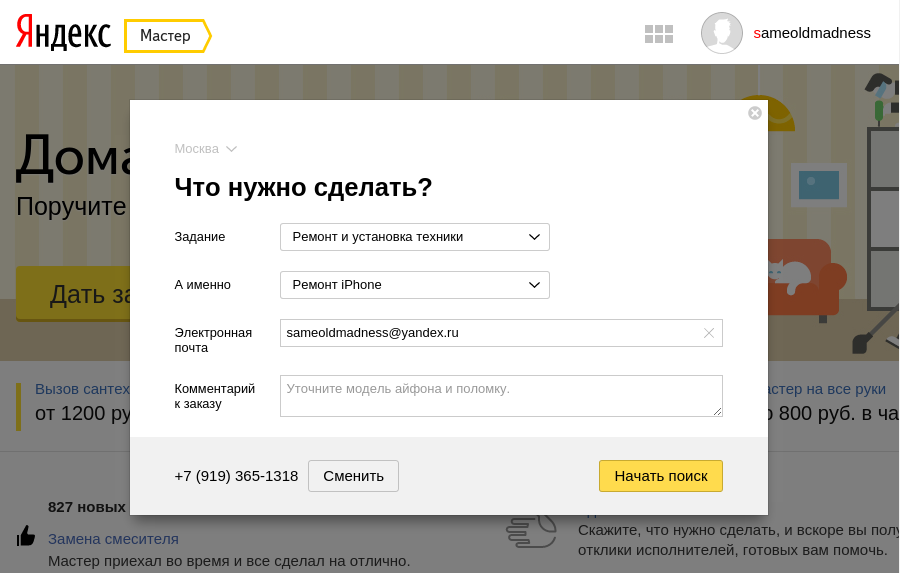 Яндекс Мастер
sameoldmadness
Дома
Поручите
Дать за
Москва
Что нужно сделать?
Задание
Ремонт и установка техники
А именно
Ремонт iPhone
Электронная
почта
sameoldmadness@yandex.ru
Комментарий
к заказу
Уточните модель айфона и поломку.
+7 (919) 365-1318
Сменить
Начать поиск
Вызов сантех
от 1200 ру
астер на все руки
800 руб. в ча
827 новых
Замена смесителя
Мастер приехал во время и все сделал на отлично.
Скажите, что нужно сделать, и вскоре вы полу
отклики исполнителей, готовых вам помочь.